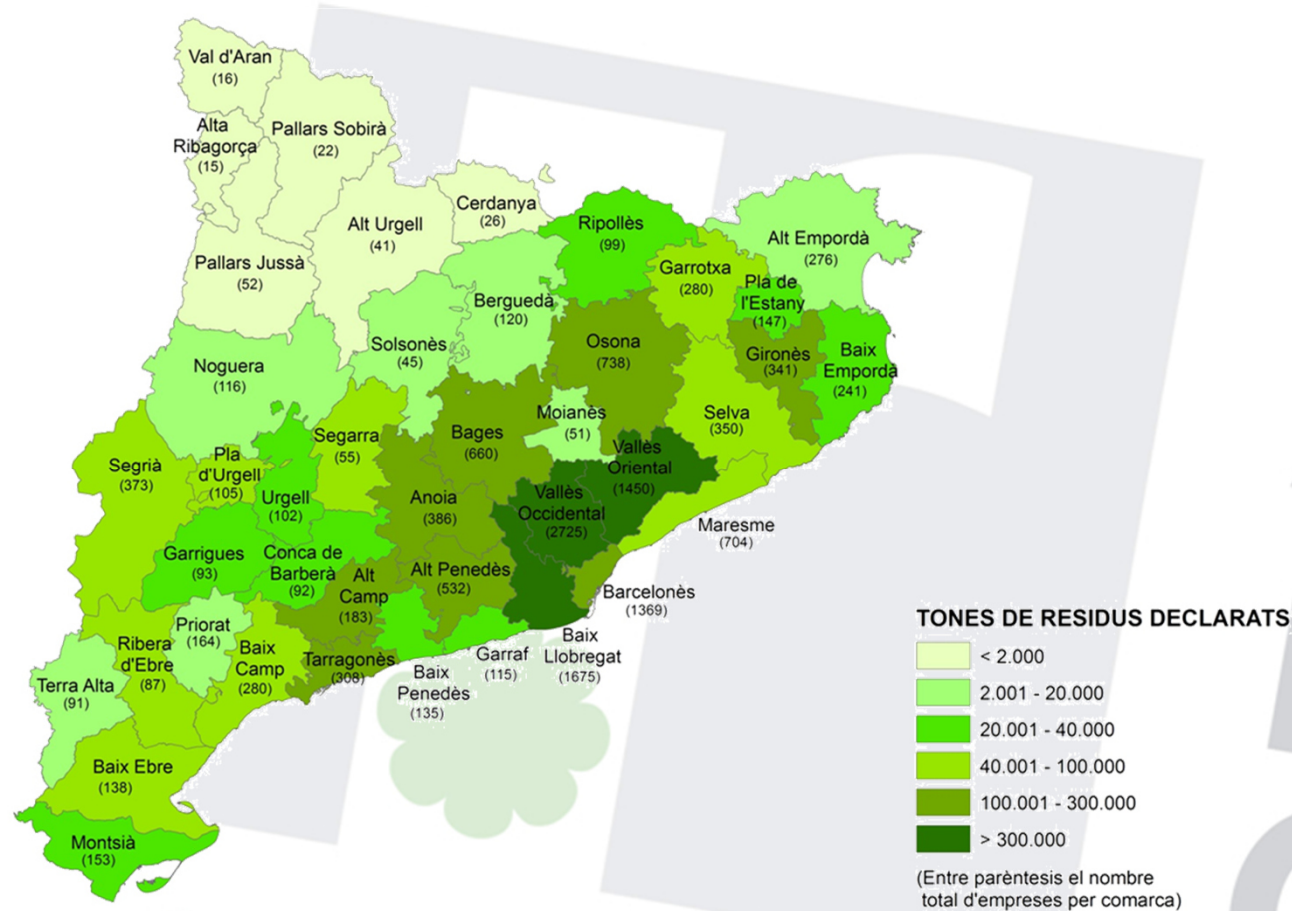 Val d'Aran
(16)
Alta
Ribagorça
(15)
Pallars Sobirà
(22)
Cerdanya
(26)
Alt Urgell
(41)
Pallars Jussà
(52)
Ripollès
(99)
Alt Empordà
(276)
Garrotxa
(280)
Pla de
l'Estany
(147)
Berguedà
(120)
Solsonès
(45)
Osona
(738)
Gironès
(341)
Baix
Empordà
(241)
Noguera
(116)
Moianès
(51)
Selva
(350)
Segarra
(55)
Bages
(660)
Vallès
Oriental
(1450)
Segrià
(373)
Pla
d'Urgell
(105)
Urgell
(102)
Anoia
(386)
Vallès
Occidental
(2725)
Maresme
(704)
Garrigues
(93)
Conca de
Barberà
(92)
Alt
Camp
(183)
Alt Penedès
(532)
Barcelonès
(1369)
Priorat
(164)
Ribera
d'Ebre
(87)
Baix
Camp
(280)
Tarragonès
(308)
Baix
Penedès
(135)
Garraf
(115)
Baix
Llobregat
(1675)
Terra Alta
(91)
Baix Ebre
(138)
Montsià
(153)
TONES DE RESIDUS DECLARATS
< 2.000
2.001 - 20.000
20.001 - 40.000
40.001 - 100.000
100.001 - 300.000
> 300.000
(Entre parèntesis el nombre
total d'empreses per comarca)